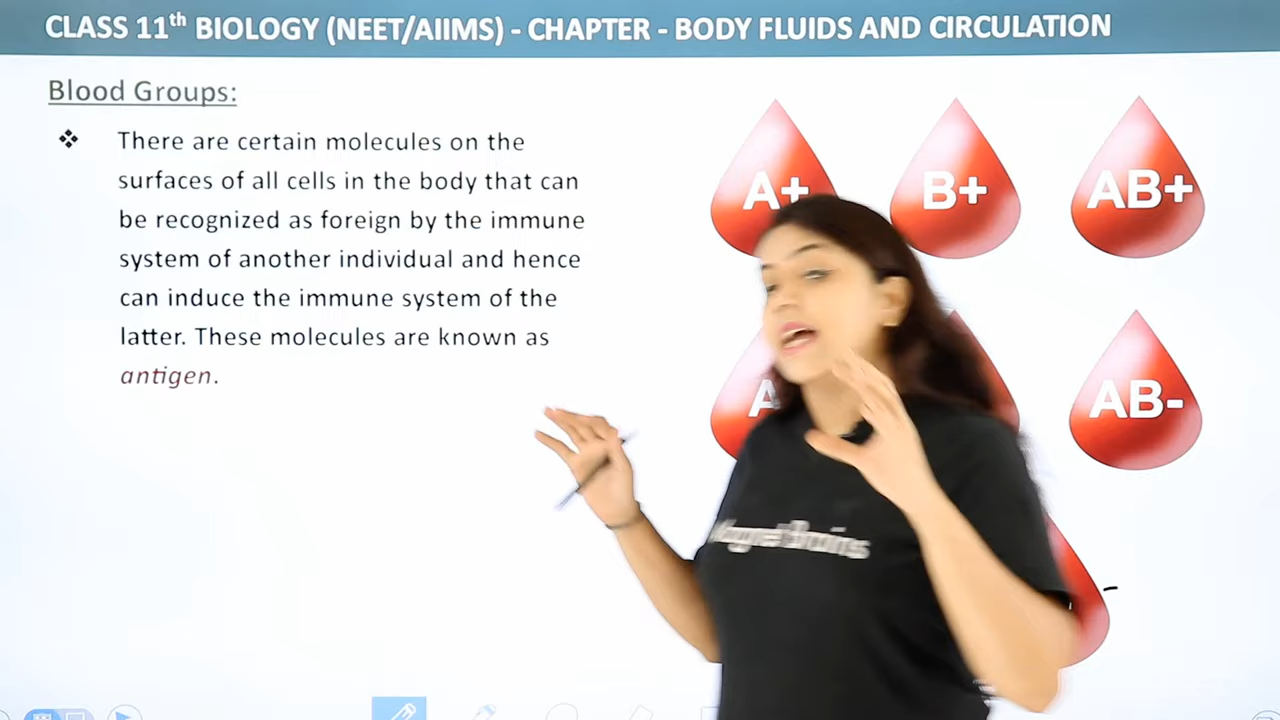 CLASS 11th BIOLOGY (NEET/AIIMS) - CHAPTER - BODY FLUIDS AND CIRCULATION
Blood Groups:
There are certain molecules on the
surfaces of all cells in the body that can
be recognized as foreign by the immune
system of another individual and hence
can induce the immune system of the
latter. These molecules are known as
antigen.
A+
B+
AB+
A
AB-
-
Magnet Brains